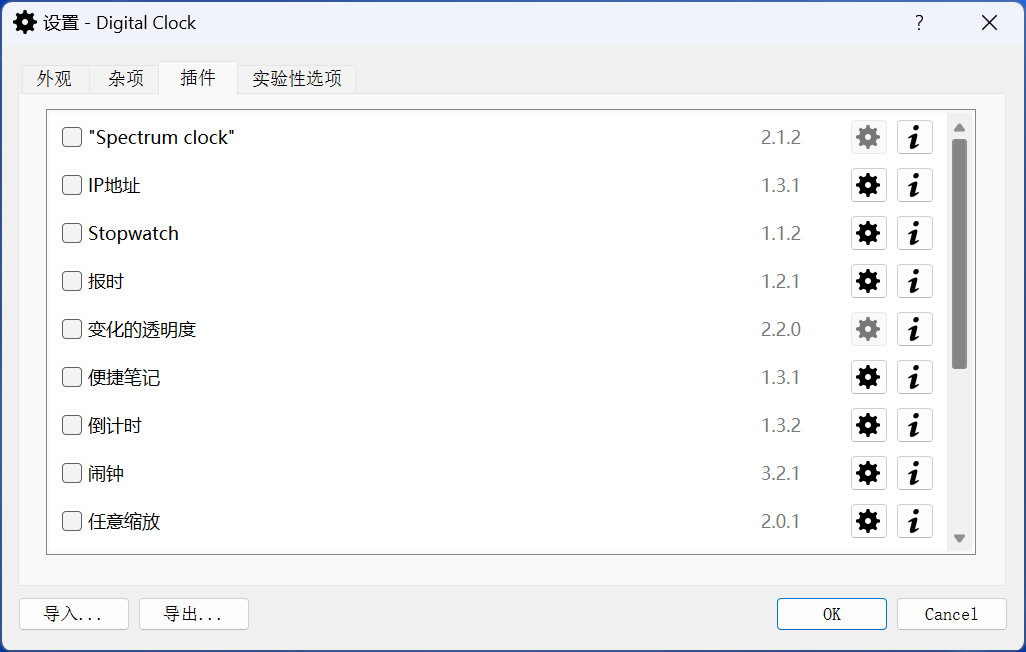 设置 - Digital Clock
外观 杂项 插件 实验性选项
"Spectrum clock" 2.1.2
IP地址 1.3.1
Stopwatch 1.1.2
报时 1.2.1
变化的透明度 2.2.0
便捷笔记 1.3.1
倒计时 1.3.2
闹钟 3.2.1
任意缩放 2.0.1
导入... 导出... OK Cancel